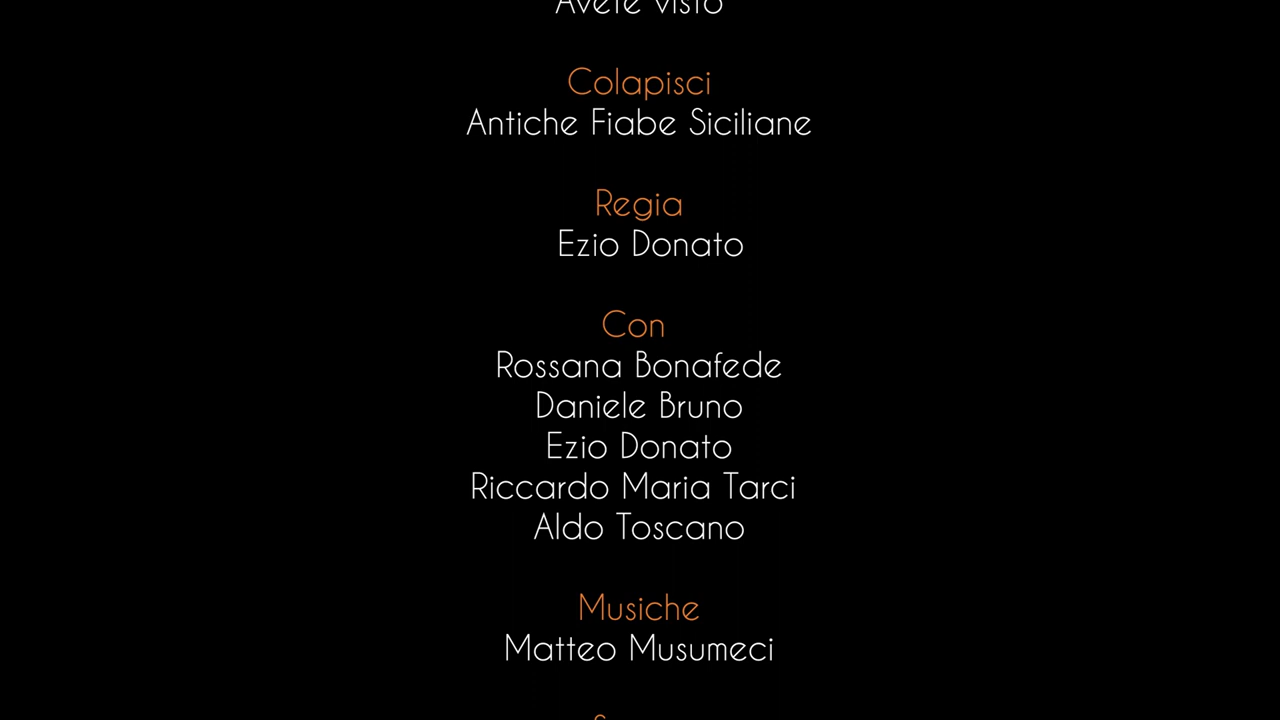 Avete visto
Colapisci
Antiche Fiabe Siciliane
Regia
Ezio Donato
Con
Rossana Bonafede
Daniele Bruno
Ezio Donato
Riccardo Maria Tarci
Aldo Toscano
Musiche
Matteo Musumeci